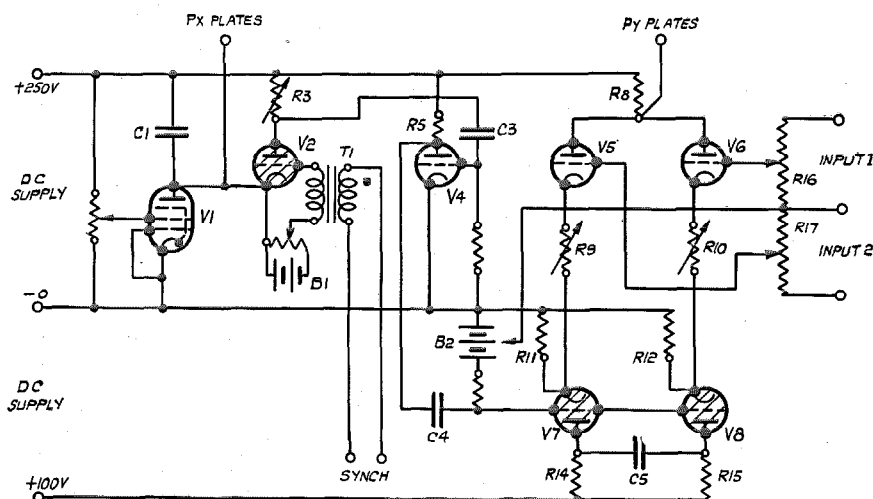 PX PLATES
PY PLATES
+250V
R3
R8
C1
V2
T1
R5
C3
V5
V6
INPUT 1
DC
SUPPLY
V1
V4
R16
R17
R9
R10
INPUT 2
B1
-0
B2
R11
R12
DC
SUPPLY
C4
V7
V8
SYNCH
R14
C5
R15
+100V